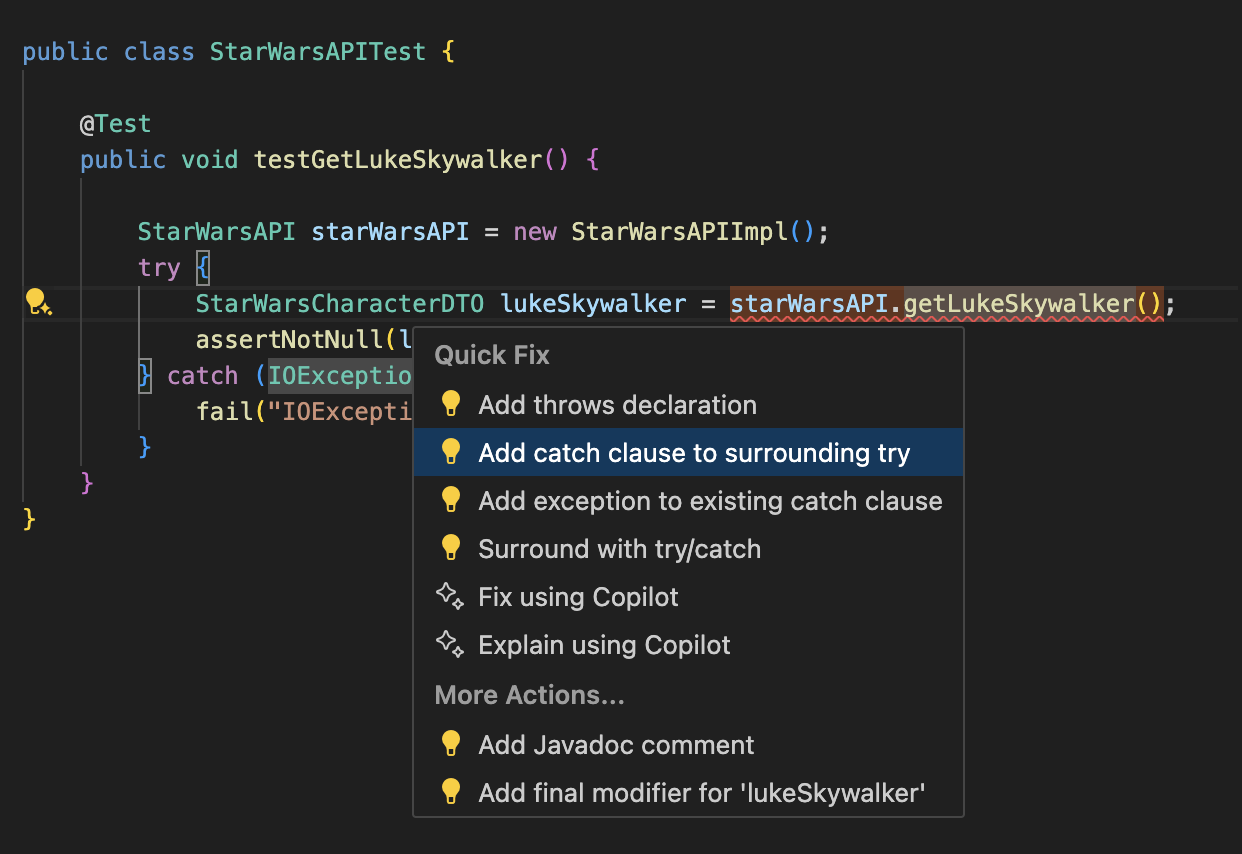 public class StarWarsAPITest {
@Test
public void testGetLukeSkywalker() {
StarWarsAPI starWarsAPI = new StarWarsAPIImpl();
try {
StarWarsCharacterDTO lukeSkywalker = starWarsAPI.getLukeSkywalker();
assertNotNull(l
} catch (IOExceptio
fail("IOExcepti
}
}
}
Quick Fix
Add throws declaration
Add catch clause to surrounding try
Add exception to existing catch clause
Surround with try/catch
Fix using Copilot
Explain using Copilot
More Actions...
Add Javadoc comment
Add final modifier for 'lukeSkywalker'